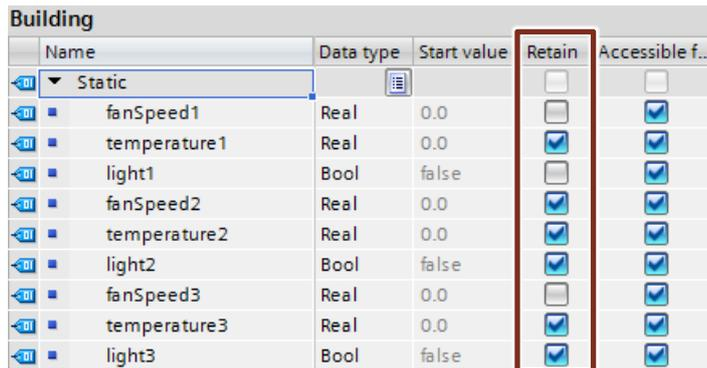 Building
Name Data type Start value Retain Accessible f...
Static
fanSpeed1 Real 0.0
temperature1 Real 0.0
light1 Bool false
fanSpeed2 Real 0.0
temperature2 Real 0.0
light2 Bool false
fanSpeed3 Real 0.0
temperature3 Real 0.0
light3 Bool false